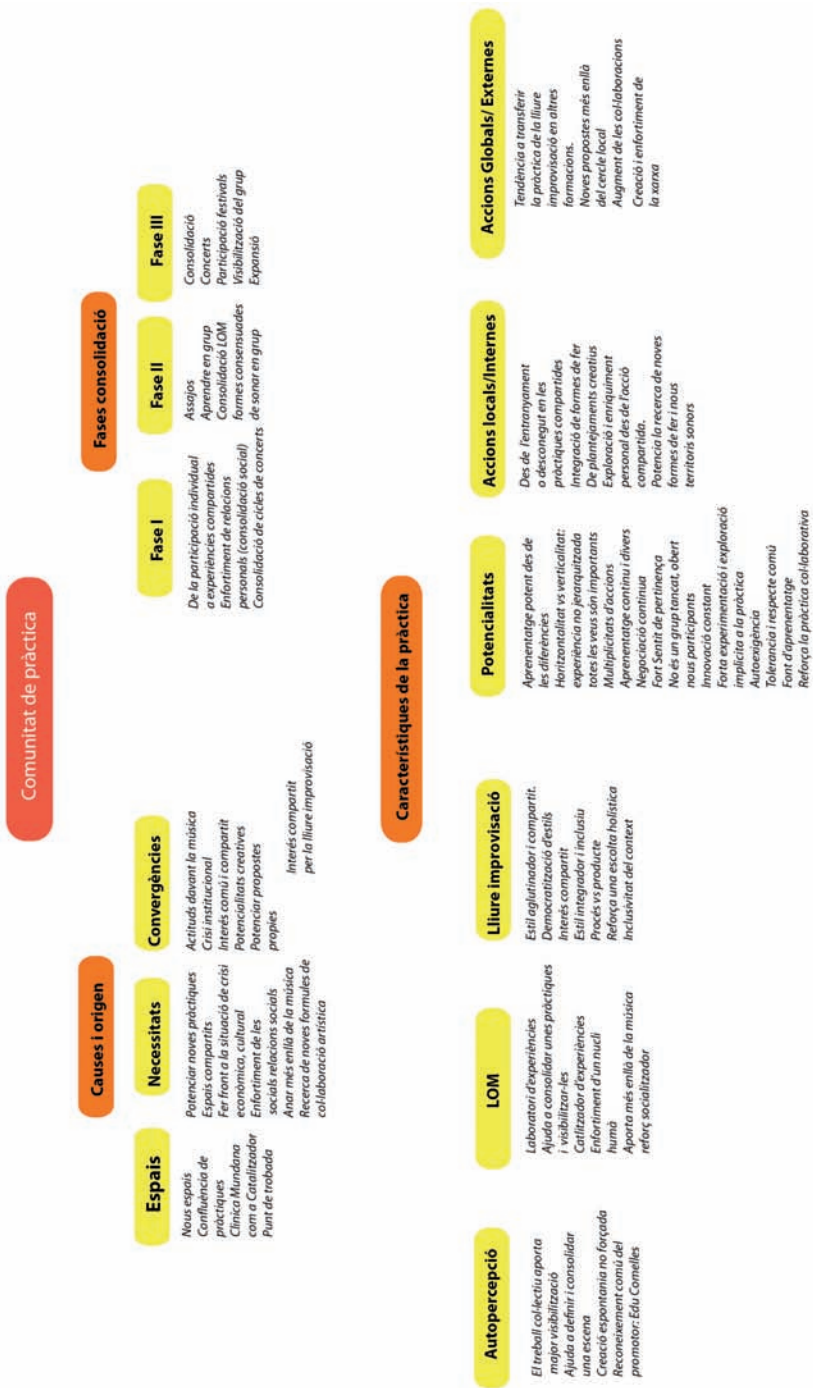 Comunitat de pràctica
Causes i origen
Espais
Nous espais
Confluència de
pràctiques
Clínica Mundana
com a Catalitzador
Punt de trobada
Necessitats
Potenciar noves pràctiques
Espais compartits
Fer front a la situació de crisi
econòmica, cultural
Enfortiment de les
socials relacions socials
Anar més enllà de la música
Recerca de noves formules de
col·laboració artística
Convergències
Actituds davant la música
Crisi institucional
Interés comú i compartit
Potencialitats creatives
Potenciar propostes
propies
Interés compartit
per la lliure improvisació
Fases consolidació
Fase I
De la participació individual
a experiències compartides
Enfortiment de relacions
personals (consolidació social)
Consolidació de cicles de concerts
Fase II
Assajos
Aprendre en grup
Consolidació LOM
formes consensuades
de sonar en grup
Fase III
Consolidació
Concerts
Participació festivals
Visibilització del grup
Expansió
Característiques de la pràctica
Autopercepció
El treball col·lectiu aporta
major visibilització
Ajuda a definir i consolidar
una escena
Creació espontania no forçada
Reconeixement comú del
promotor: Edu Comelles
LOM
Laboratori d'experiències
Ajuda a consolidar unes pràctiques
i visibilitzar-les
Catlitzador d'experiències
Enfortiment d'un nucli
humà
Aporta més enllà de la música
reforç socialitzador
Lliure improvisació
Estil aglutinador i compartit.
Democratització d'estils
Interés compartit
Estil integrador i inclusiu
Procés vs producte
Reforça una escolta holística
Inclusivitat del context
Potencialitats
Aprenentatge potent des de
les diferències
Horitzontalitat vs verticalitat:
experiència no jerarquitzada
totes les veus són importants
Multiplicitats d'accions
Aprenentatge continu i divers
Negociació continua
Fort Sentit de pertinença
No és un grup tancat, obert
nous participants
Innovació constant
Forta experimentació i exploració
implicita a la pràctica
Autoexigència
Tolerancia i respecte comú
Font d'aprenentatge
Reforça la pràctica col·laborativa
Accions locals/Internes
Des de l'entranyament
o desconegut en les
pràctiques compartides
Integració de formes de fer
De plantejaments creatius
Exploració i enriquiment
personal des de l'acció
compartida.
Potencia la recerca de noves
formes de fer i nous
territoris sonors
Accions Globals/ Externes
Tendència a transferir
la pràctica de la lliure
improvisació en altres
formacions.
Noves propostes més enllà
del cercle local
Augment de les col·laboracions
Creació i enfortiment de
la xarxa